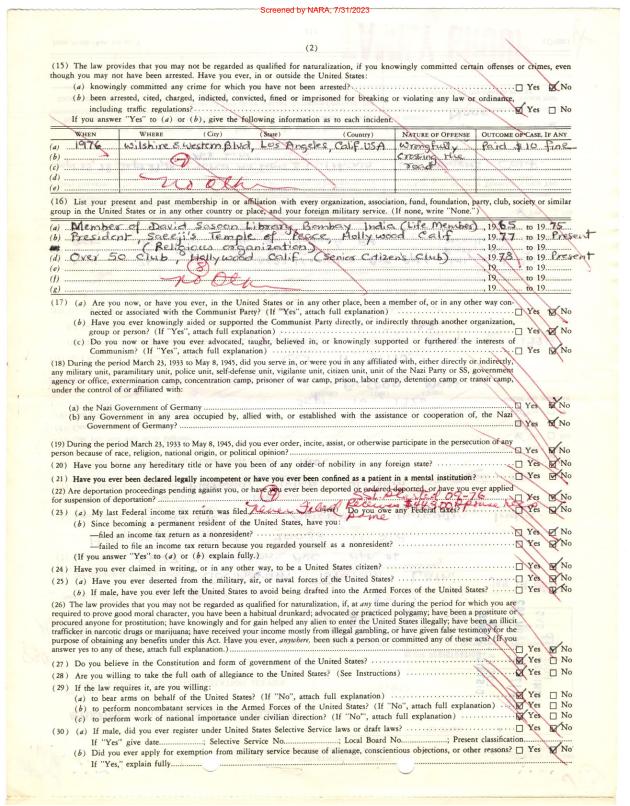 Screened by NARA, 7/31/2023
(2)
(15) The law provides that you may not be regarded as qualified for naturalization, if you knowingly committed certain offenses or crimes, even
though you may not have been arrested. Have you ever, in or outside the United States:
(a) knowingly committed any crime for which you have not been arrested? ☐ Yes ☒ No
(b) been arrested, cited, charged, indicted, convicted, fined or imprisoned for breaking or violating any law or ordinance,
including traffic regulations? ☒ Yes ☐ No
If you answer "Yes" to (a) or (b), give the following information as to each incident.
WHEN WHERE (City) (State) (Country) NATURE OF OFFENSE OUTCOME OF CASE, IF ANY
(a) 1976 Wilshire & Western Blvd, Los Angeles, Calif. USA Wrongfully Paid $10 fine
(b) crossing the
(c) 7 road
(d)
(e) no other
(16) List your present and past membership in or affiliation with every organization, association, fund, foundation, party, club, society or similar
group in the United States or in any other country or place, and your foreign military service. (If none, write "None.")
(a) Member of David Sassan Library, Bombay India (Life Member) 1965 to 1975
(b) President, Saeeji's Temple of Peace, Hollywood Calif 1977 to 19 Present
(Religious organization) 19 to 19
(d) Over 50 Club, Hollywood Calif (Senior Citizen's Club) 1978 to 19 Present
(e) 8 19 to 19
(f) no Oth 19 to 19
(g) 19 to 19
(17) (a) Are you now, or have you ever, in the United States or in any other place, been a member of, or in any other way con-
nected or associated with the Communist Party? (If "Yes", attach full explanation) ☐ Yes ☒ No
(b) Have you ever knowingly aided or supported the Communist Party directly, or indirectly through another organization,
group or person? (If "Yes", attach full explanation) ☐ Yes ☒ No
(c) Do you now or have you ever advocated, taught, believed in, or knowingly supported or furthered the interests of
Communism? (If "Yes", attach full explanation) ☐ Yes ☒ No
(18) During the period March 23, 1933 to May 8, 1945, did you serve in, or were you in any affiliated with, either directly or indirectly,
any military unit, paramilitary unit, police unit, self-defense unit, vigilante unit, citizen unit, unit of the Nazi Party or SS, government
agency or office, extermination camp, concentration camp, prisoner of war camp, prison, labor camp, detention camp or transit camp,
under the control of or affiliated with:
(a) the Nazi Government of Germany ☐ Yes ☒ No
(b) any Government in any area occupied by, allied with, or established with the assistance or cooperation of, the Nazi
Government of Germany? ☐ Yes ☒ No
(19) During the period March 23, 1933 to May 8, 1945, did you ever order, incite, assist, or otherwise participate in the persecution of any
person because of race, religion, national origin, or political opinion? ☐ Yes ☒ No
(20) Have you borne any hereditary title or have you been of any order of nobility in any foreign state? ☐ Yes ☒ No
(21) Have you ever been declared legally incompetent or have you ever been confined as a patient in a mental institution? ☐ Yes ☒ No
(22) Are deportation proceedings pending against you, or have you ever been deported or ordered deported, or have you ever applied
for suspension of deportation? 9 09-76 ☐ Yes ☒ No
(23) (a) My last Federal income tax return was filed Never Filed Do you owe any Federal taxes? ☐ Yes ☒ No
(b) Since becoming a permanent resident of the United States, have you:
—filed an income tax return as a nonresident? ☐ Yes ☒ No
—failed to file an income tax return because you regarded yourself as a nonresident? ☐ Yes ☒ No
(If you answer "Yes" to (a) or (b) explain fully.)
(24) Have you ever claimed in writing, or in any other way, to be a United States citizen? ☐ Yes ☒ No
(25) (a) Have you ever deserted from the military, air, or naval forces of the United States? ☐ Yes ☒ No
(b) If male, have you ever left the United States to avoid being drafted into the Armed Forces of the United States? ☐ Yes ☒ No
(26) The law provides that you may not be regarded as qualified for naturalization, if, at any time during the period for which you are
required to prove good moral character, you have been a habitual drunkard; advocated or practiced polygamy; have been a prostitute or
procured anyone for prostitution; have knowingly and for gain helped any alien to enter the United States illegally; have been an illicit
trafficker in narcotic drugs or marijuana; have received your income mostly from illegal gambling, or have given false testimony for the
purpose of obtaining any benefits under this Act. Have you ever, anywhere, been such a person or committed any of these acts? (If you
answer yes to any of these, attach full explanation.) ☐ Yes ☒ No
(27) Do you believe in the Constitution and form of government of the United States? ☒ Yes ☐ No
(28) Are you willing to take the full oath of allegiance to the United States? (See Instructions) ☒ Yes ☐ No
(29) If the law requires it, are you willing:
(a) to bear arms on behalf of the United States? (If "No", attach full explanation) ☒ Yes ☐ No
(b) to perform noncombatant services in the Armed Forces of the United States? (If "No", attach full explanation) ☒ Yes ☐ No
(c) to perform work of national importance under civilian direction? (If "No", attach full explanation) ☒ Yes ☐ No
(30) (a) If male, did you ever register under United States Selective Service laws or draft laws? ☐ Yes ☒ No
If "Yes" give date; Selective Service No.; Local Board No.; Present classification
(b) Did you ever apply for exemption from military service because of alienage, conscientious objections, or other reasons? ☐ Yes ☒ No
If "Yes," explain fully